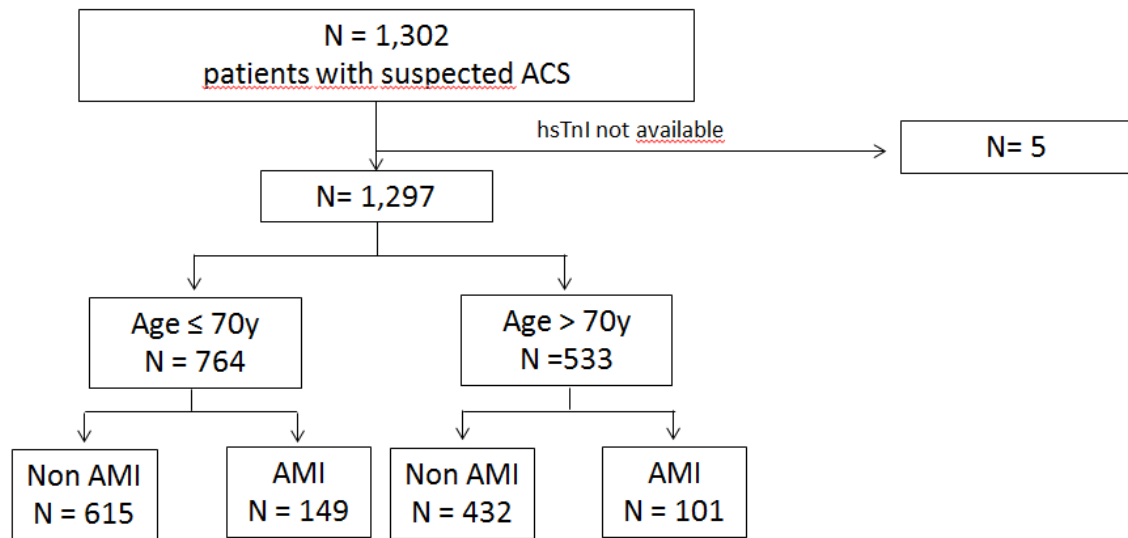 N = 1,302
patients with suspected ACS
hsTnI not available
N= 5
N= 1,297
Age ≤ 70y
N = 764
Age > 70y
N =533
Non AMI
N = 615
AMI
N = 149
Non AMI
N = 432
AMI
N = 101